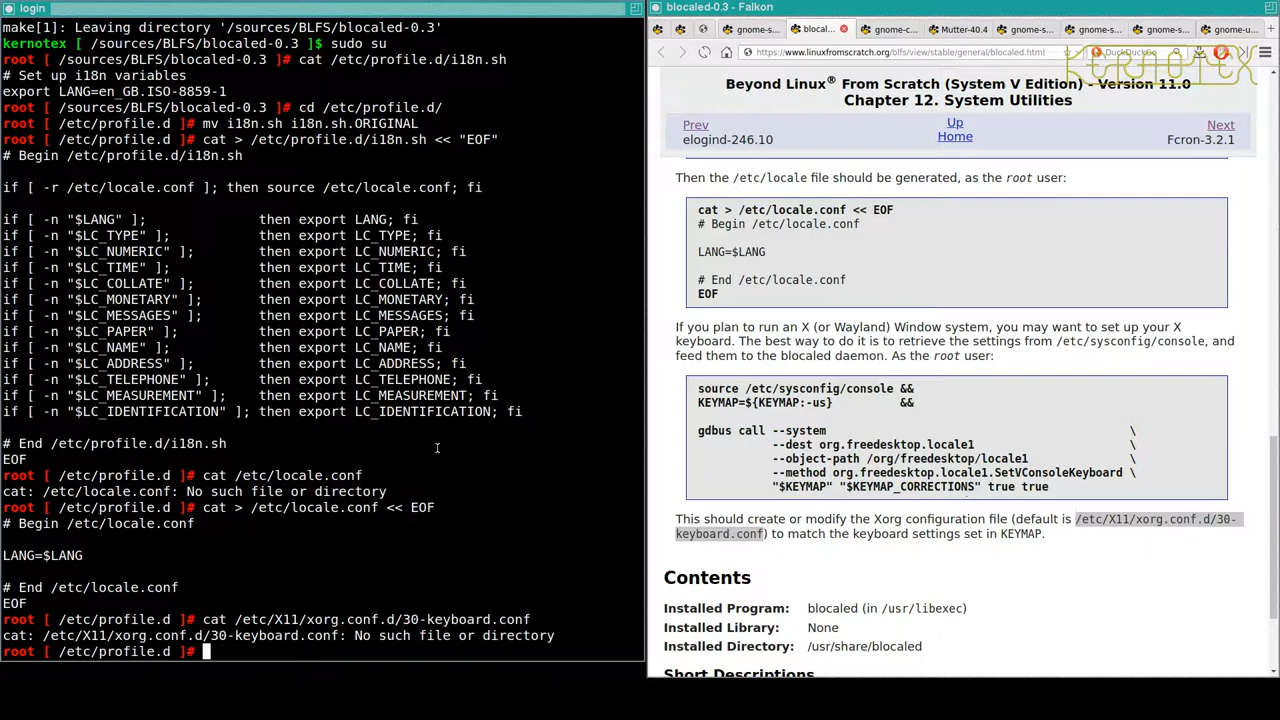 login
make[1]: Leaving directory '/sources/BLFS/blocaled-0.3'
kernotex [ /sources/BLFS/blocaled-0.3 ]$ sudo su
root [ /sources/BLFS/blocaled-0.3 ]# cat /etc/profile.d/i18n.sh
# Set up i18n variables
export LANG=en_GB.ISO-8859-1
root [ /sources/BLFS/blocaled-0.3 ]# cd /etc/profile.d/
root [ /etc/profile.d ]# mv i18n.sh i18n.sh.ORIGINAL
root [ /etc/profile.d ]# cat > /etc/profile.d/i18n.sh << "EOF"
# Begin /etc/profile.d/i18n.sh
if [ -r /etc/locale.conf ]; then source /etc/locale.conf; fi
if [ -n "$LANG" ];              then export LANG; fi
if [ -n "$LC_TYPE" ];           then export LC_TYPE; fi
if [ -n "$LC_NUMERIC" ];        then export LC_NUMERIC; fi
if [ -n "$LC_TIME" ];           then export LC_TIME; fi
if [ -n "$LC_COLLATE" ];        then export LC_COLLATE; fi
if [ -n "$LC_MONETARY" ];       then export LC_MONETARY; fi
if [ -n "$LC_MESSAGES" ];       then export LC_MESSAGES; fi
if [ -n "$LC_PAPER" ];          then export LC_PAPER; fi
if [ -n "$LC_NAME" ];           then export LC_NAME; fi
if [ -n "$LC_ADDRESS" ];        then export LC_ADDRESS; fi
if [ -n "$LC_TELEPHONE" ];      then export LC_TELEPHONE; fi
if [ -n "$LC_MEASUREMENT" ];    then export LC_MEASUREMENT; fi
if [ -n "$LC_IDENTIFICATION" ]; then export LC_IDENTIFICATION; fi
# End /etc/profile.d/i18n.sh
EOF
root [ /etc/profile.d ]# cat /etc/locale.conf
cat: /etc/locale.conf: No such file or directory
root [ /etc/profile.d ]# cat > /etc/locale.conf << EOF
# Begin /etc/locale.conf
LANG=$LANG
# End /etc/locale.conf
EOF
root [ /etc/profile.d ]# cat /etc/X11/xorg.conf.d/30-keyboard.conf
cat: /etc/X11/xorg.conf.d/30-keyboard.conf: No such file or directory
root [ /etc/profile.d ]#
blocaled-0.3 - Falkon
gnome-s... blocal... gnome-c... Mutter-40.4 gnome-s... gnome-s... gnome-u...
https://www.linuxfromscratch.org/blfs/view/stable/general/blocaled.html DuckDuckGo
KERNOTEX
Beyond Linux® From Scratch (System V Edition) - Version 11.0
Chapter 12. System Utilities
Prev Up Next
elogind-246.10 Home Fcron-3.2.1
Then the /etc/locale file should be generated, as the root user:
cat > /etc/locale.conf << EOF
# Begin /etc/locale.conf
LANG=$LANG
# End /etc/locale.conf
EOF
If you plan to run an X (or Wayland) Window system, you may want to set up your X
keyboard. The best way to do it is to retrieve the settings from /etc/sysconfig/console, and
feed them to the blocaled daemon. As the root user:
source /etc/sysconfig/console &&
KEYMAP=${KEYMAP:-us}          &&
gdbus call --system                                             \
           --dest org.freedesktop.locale1                       \
           --object-path /org/freedesktop/locale1               \
           --method org.freedesktop.locale1.SetVConsoleKeyboard \
           "$KEYMAP" "$KEYMAP_CORRECTIONS" true true
This should create or modify the Xorg configuration file (default is /etc/X11/xorg.conf.d/30-
keyboard.conf) to match the keyboard settings set in KEYMAP.
Contents
Installed Program: blocaled (in /usr/libexec)
Installed Library: None
Installed Directory: /usr/share/blocaled
Short Descriptions